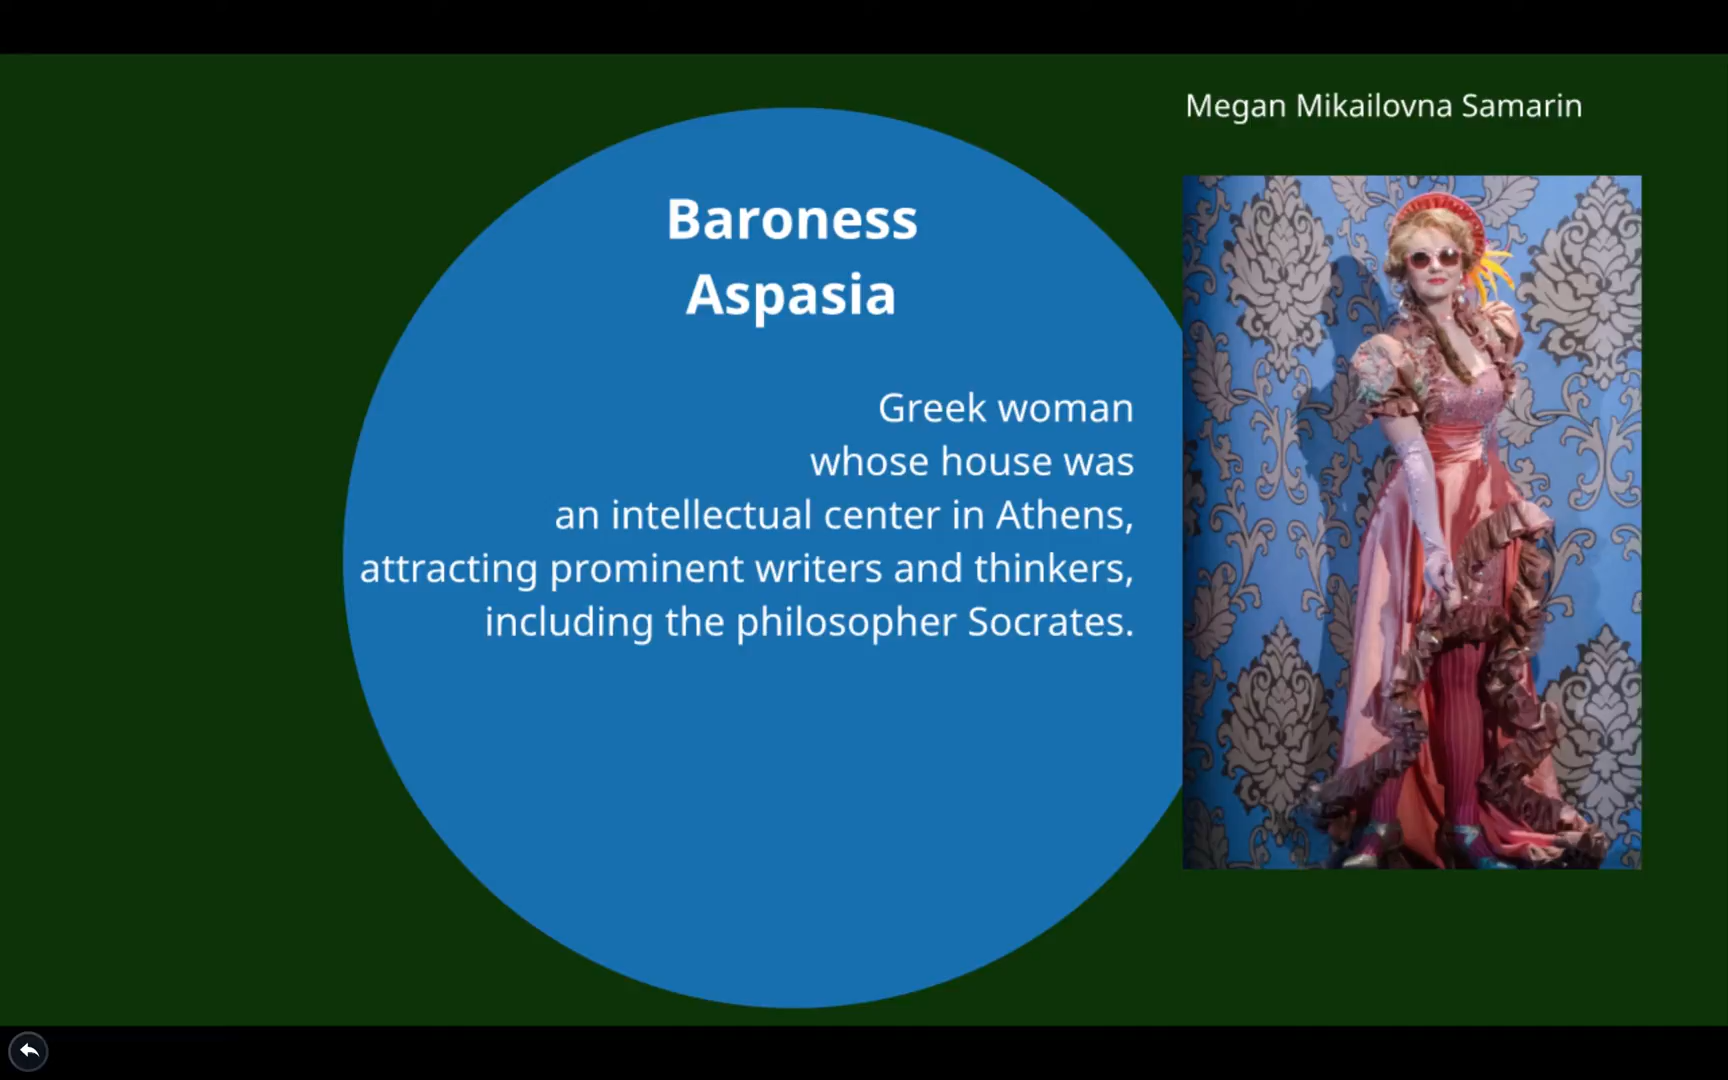 Megan Mikailovna Samarin
Baroness
Aspasia
Greek woman
whose house was
an intellectual center in Athens,
attracting prominent writers and thinkers,
including the philosopher Socrates.